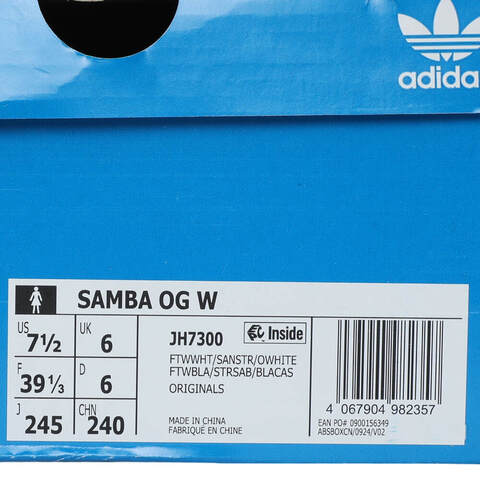 adidas
SAMBA OG W
US 7½ UK 6
F 39⅓ D 6
J 245 CHN 240
JH7300 Inside
FTWWHT/SANSTR/OWHITE
FTWBLA/STRSAB/BLACAS
ORIGINALS
MADE IN CHINA
FABRIQUE EN CHINE
4 067904 982357
EAN PO# 0900156349
ABSBOXCN/0924/V02